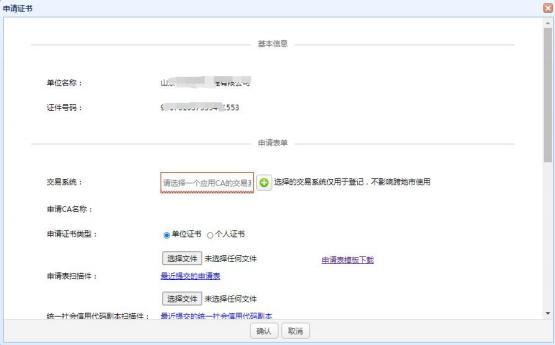 申请证书
基本信息
单位名称：
山 有限公司
证件号码：
553
申请表单
交易系统：
请选择一个应用CA的交易系
选择的交易系统仅用于登记，不影响跨地市使用
申请CA名称：
申请证书类型：
单位证书 个人证书
选择文件 未选择任何文件
申请表模板下载
申请表扫描件：
最近提交的申请表
选择文件 未选择任何文件
统一社会信用代码副本扫描件：
最近提交的统一社会信用代码副本
确认 取消